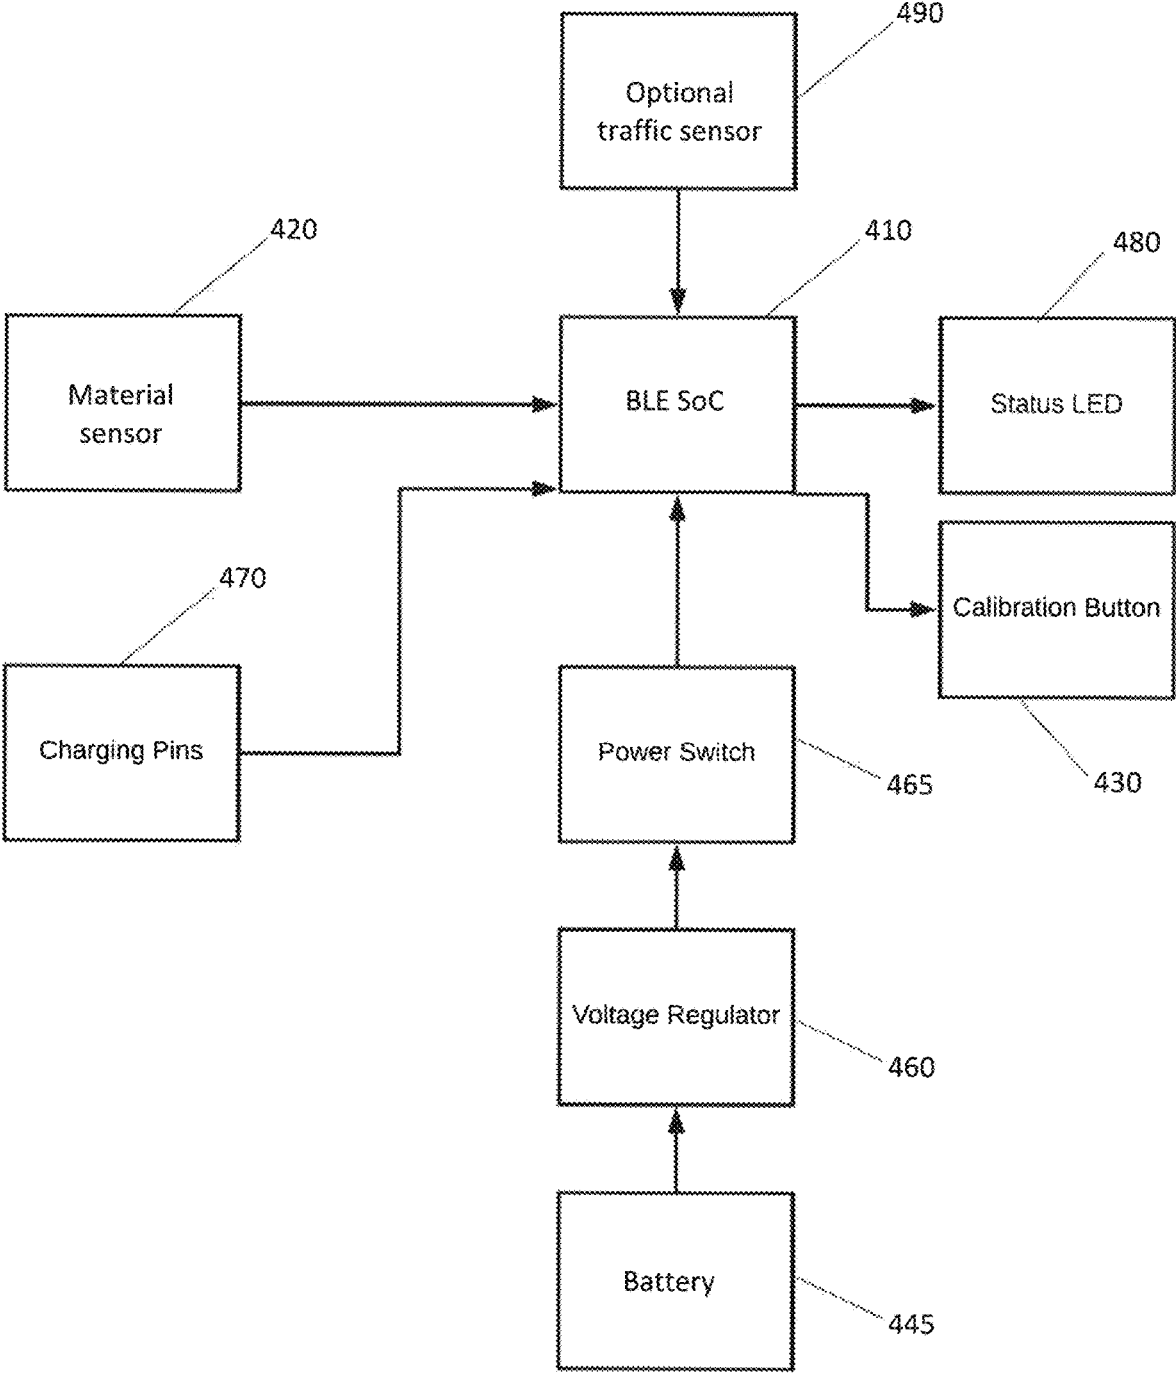 490
Optional
traffic sensor
420
410
480
Material
sensor
BLE SoC
Status LED
470
Calibration Button
Charging Pins
Power Switch
465
430
Voltage Regulator
460
Battery
445